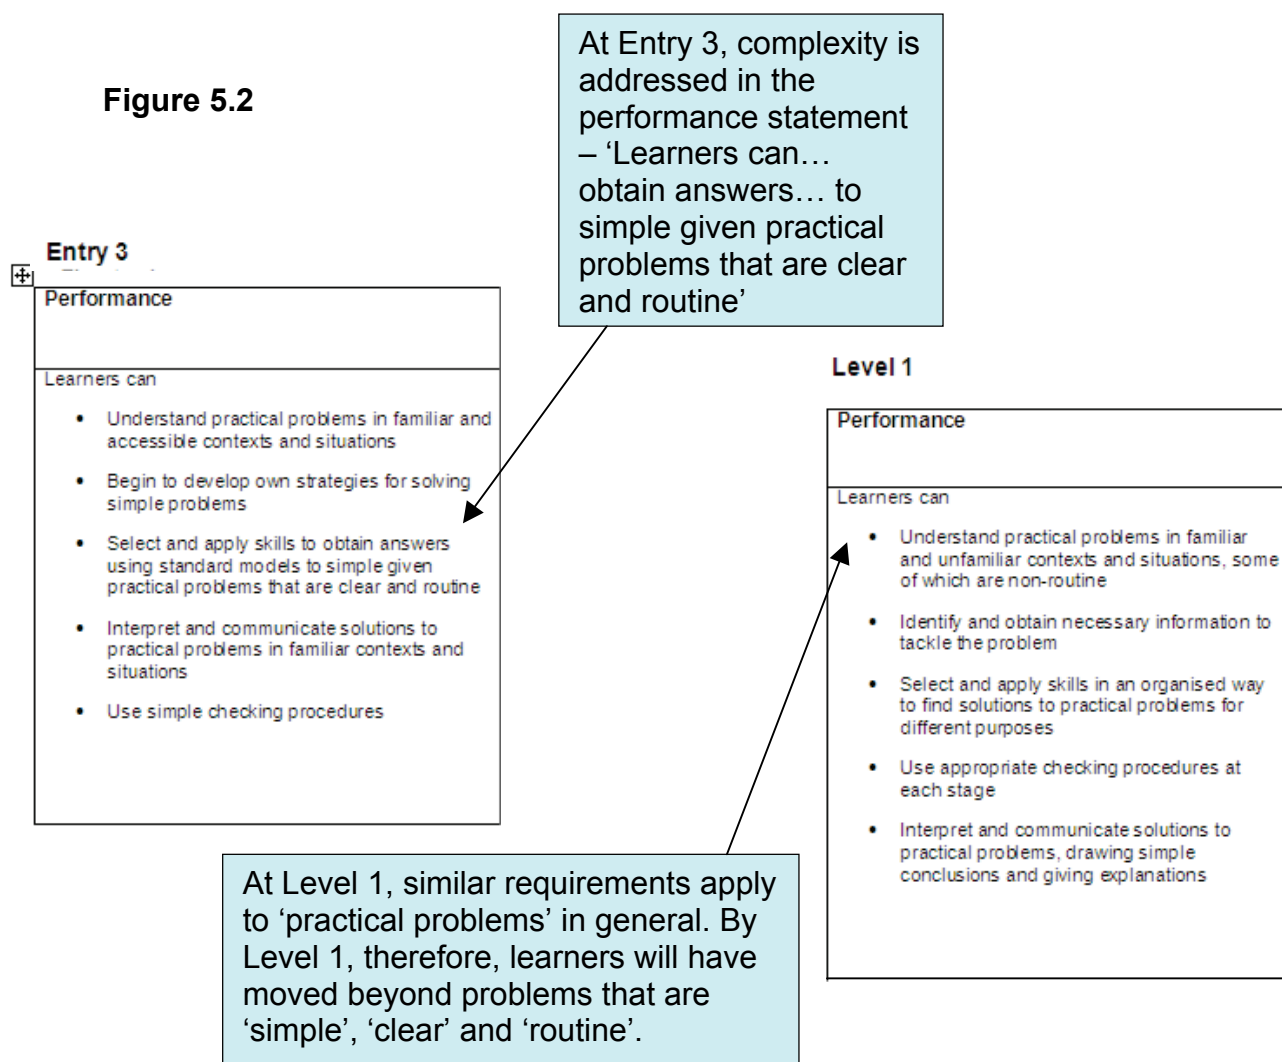 Figure 5.2
At Entry 3, complexity is
addressed in the
performance statement
– ‘Learners can…
obtain answers… to
simple given practical
problems that are clear
and routine’
Entry 3
Performance
Learners can
• Understand practical problems in familiar and
accessible contexts and situations
• Begin to develop own strategies for solving
simple problems
• Select and apply skills to obtain answers
using standard models to simple given
practical problems that are clear and routine
• Interpret and communicate solutions to
practical problems in familiar contexts and
situations
• Use simple checking procedures
Level 1
Performance
Learners can
• Understand practical problems in familiar
and unfamiliar contexts and situations, some
of which are non-routine
• Identify and obtain necessary information to
tackle the problem
• Select and apply skills in an organised way
to find solutions to practical problems for
different purposes
• Use appropriate checking procedures at
each stage
• Interpret and communicate solutions to
practical problems, drawing simple
conclusions and giving explanations
At Level 1, similar requirements apply
to ‘practical problems’ in general. By
Level 1, therefore, learners will have
moved beyond problems that are
‘simple’, ‘clear’ and ‘routine’.